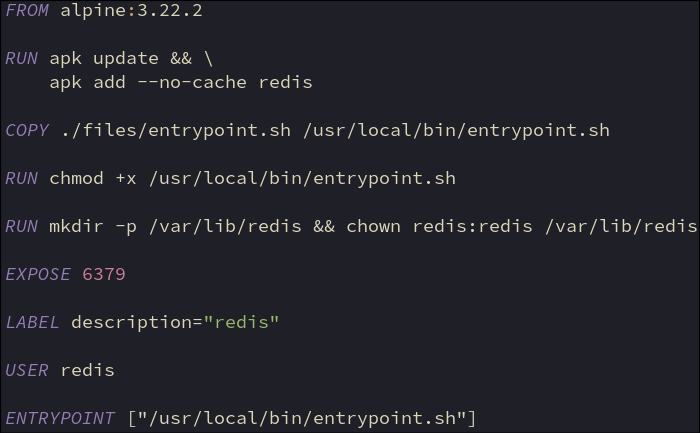 FROM alpine:3.22.2
RUN apk update && \
apk add --no-cache redis
COPY ./files/entrypoint.sh /usr/local/bin/entrypoint.sh
RUN chmod +x /usr/local/bin/entrypoint.sh
RUN mkdir -p /var/lib/redis && chown redis:redis /var/lib/redis
EXPOSE 6379
LABEL description="redis"
USER redis
ENTRYPOINT ["/usr/local/bin/entrypoint.sh"]